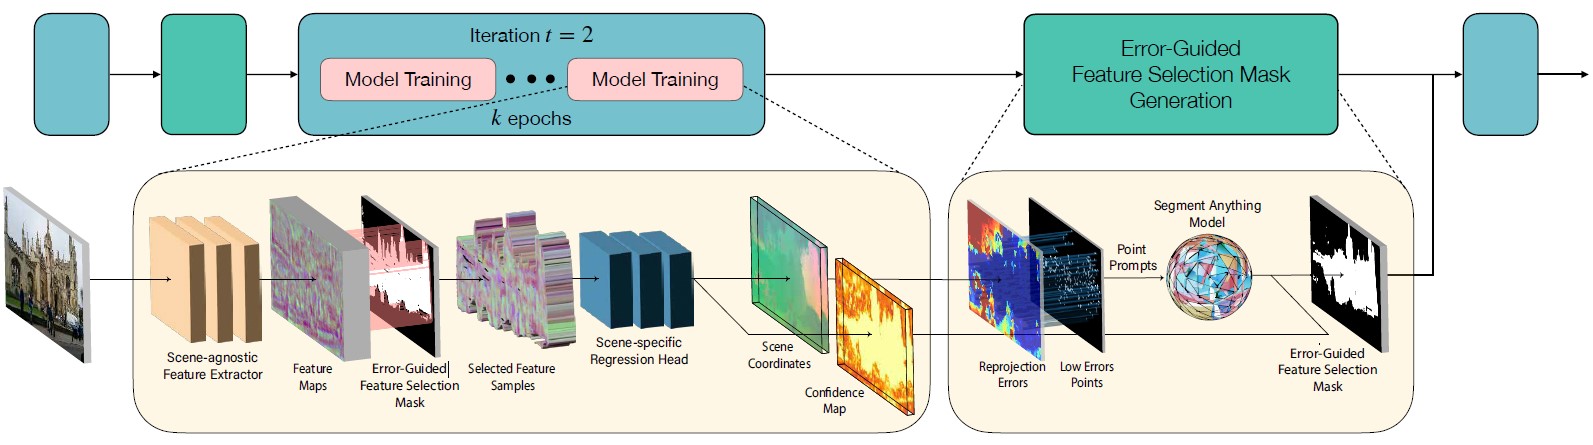 Iteration t = 2
Model Training
Model Training
k epochs
Error-Guided
Feature Selection Mask
Generation
Scene-agnostic
Feature Extractor
Feature
Maps
Error-Guided
Feature Selection
Mask
Selected Feature
Samples
Scene-specific
Regression Head
Scene
Coordinates
Confidence
Map
Reprojection
Errors
Low Errors
Points
Point
Prompts
Segment Anything
Model
Error-Guided
Feature Selection
Mask